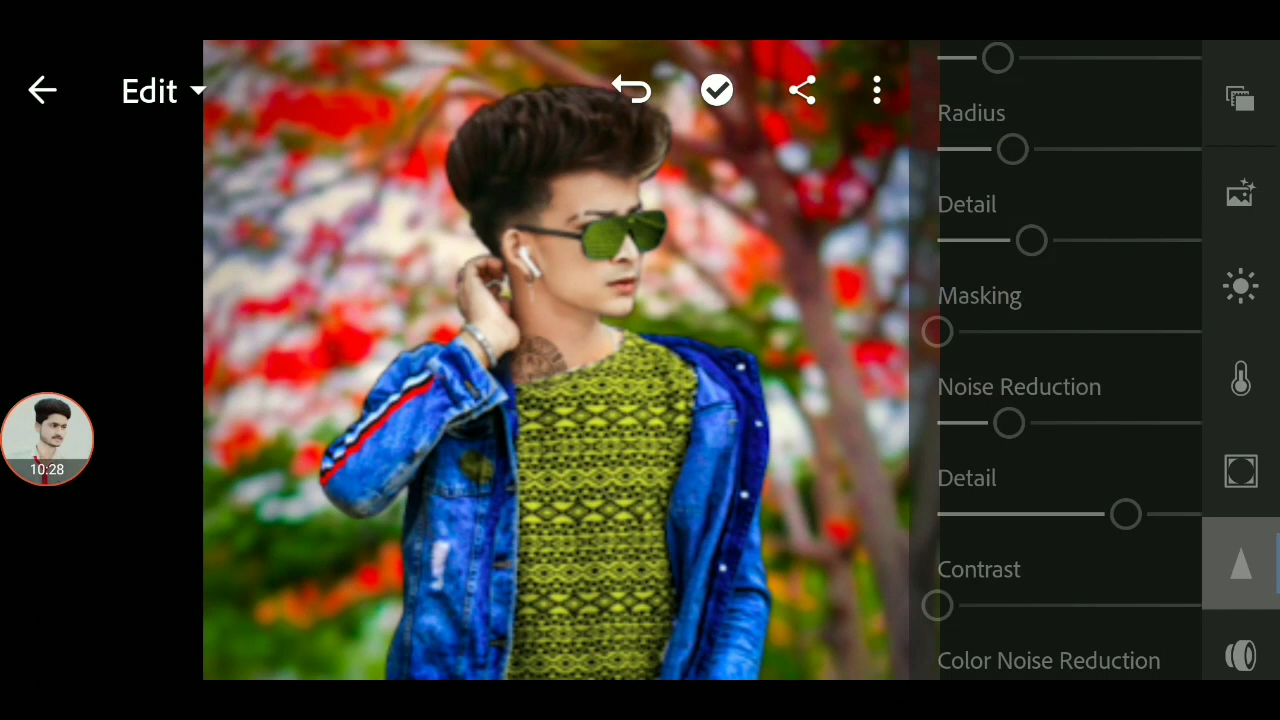 Edit
Radius
Detail
Masking
Noise Reduction
Detail
Contrast
Color Noise Reduction
10:28